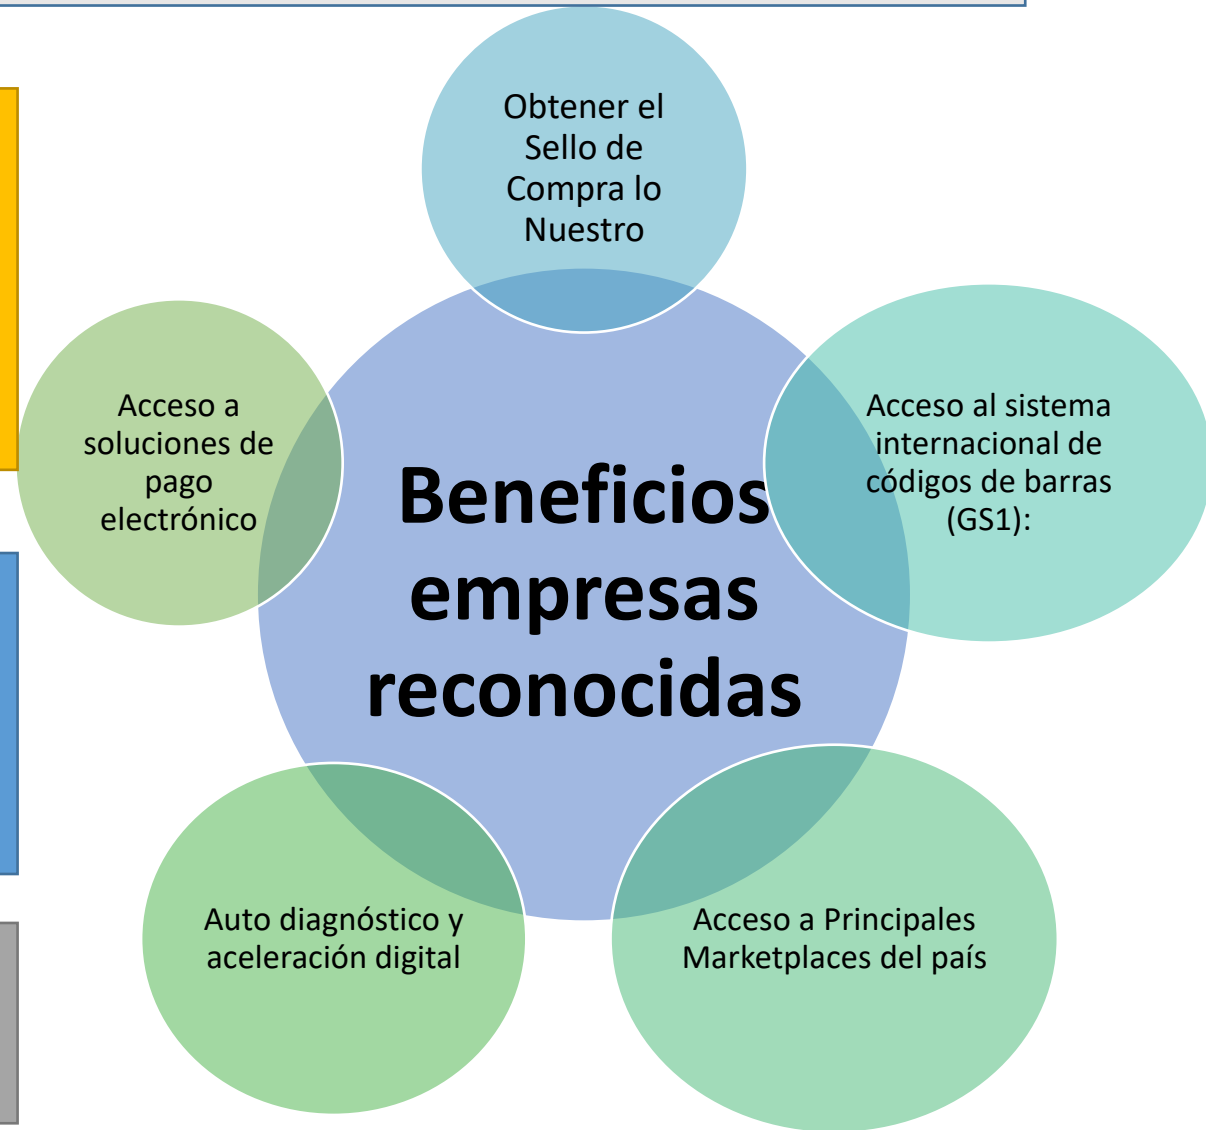 Obtener el
Sello de
Compra lo
Nuestro
Acceso al sistema
internacional de
códigos de barras
(GS1):
Acceso a
soluciones de
pago
electrónico
Beneficios
empresas
reconocidas
Auto diagnóstico y
aceleración digital
Acceso a Principales
Marketplaces del país